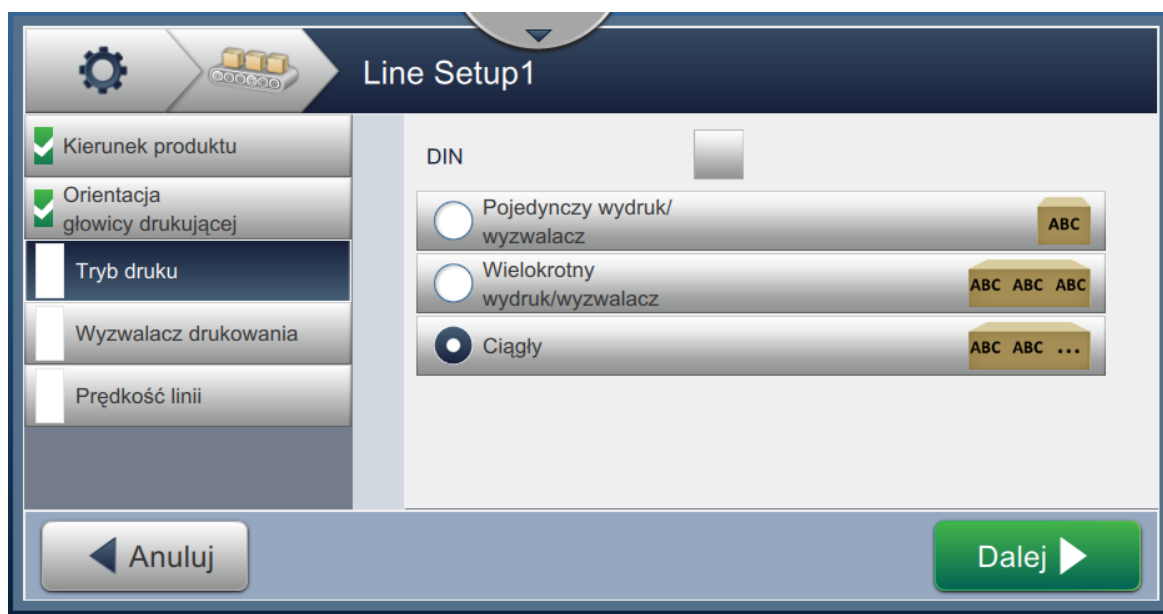 Line Setup1
Kierunek produktu
Orientacja
głowicy drukującej
Tryb druku
Wyzwalacz drukowania
Prędkość linii
DIN
Pojedynczy wydruk/
wyzwalacz
ABC
Wielokrotny
wydruk/wyzwalacz
ABC ABC ABC
Ciągły
ABC ABC ...
Anuluj
Dalej